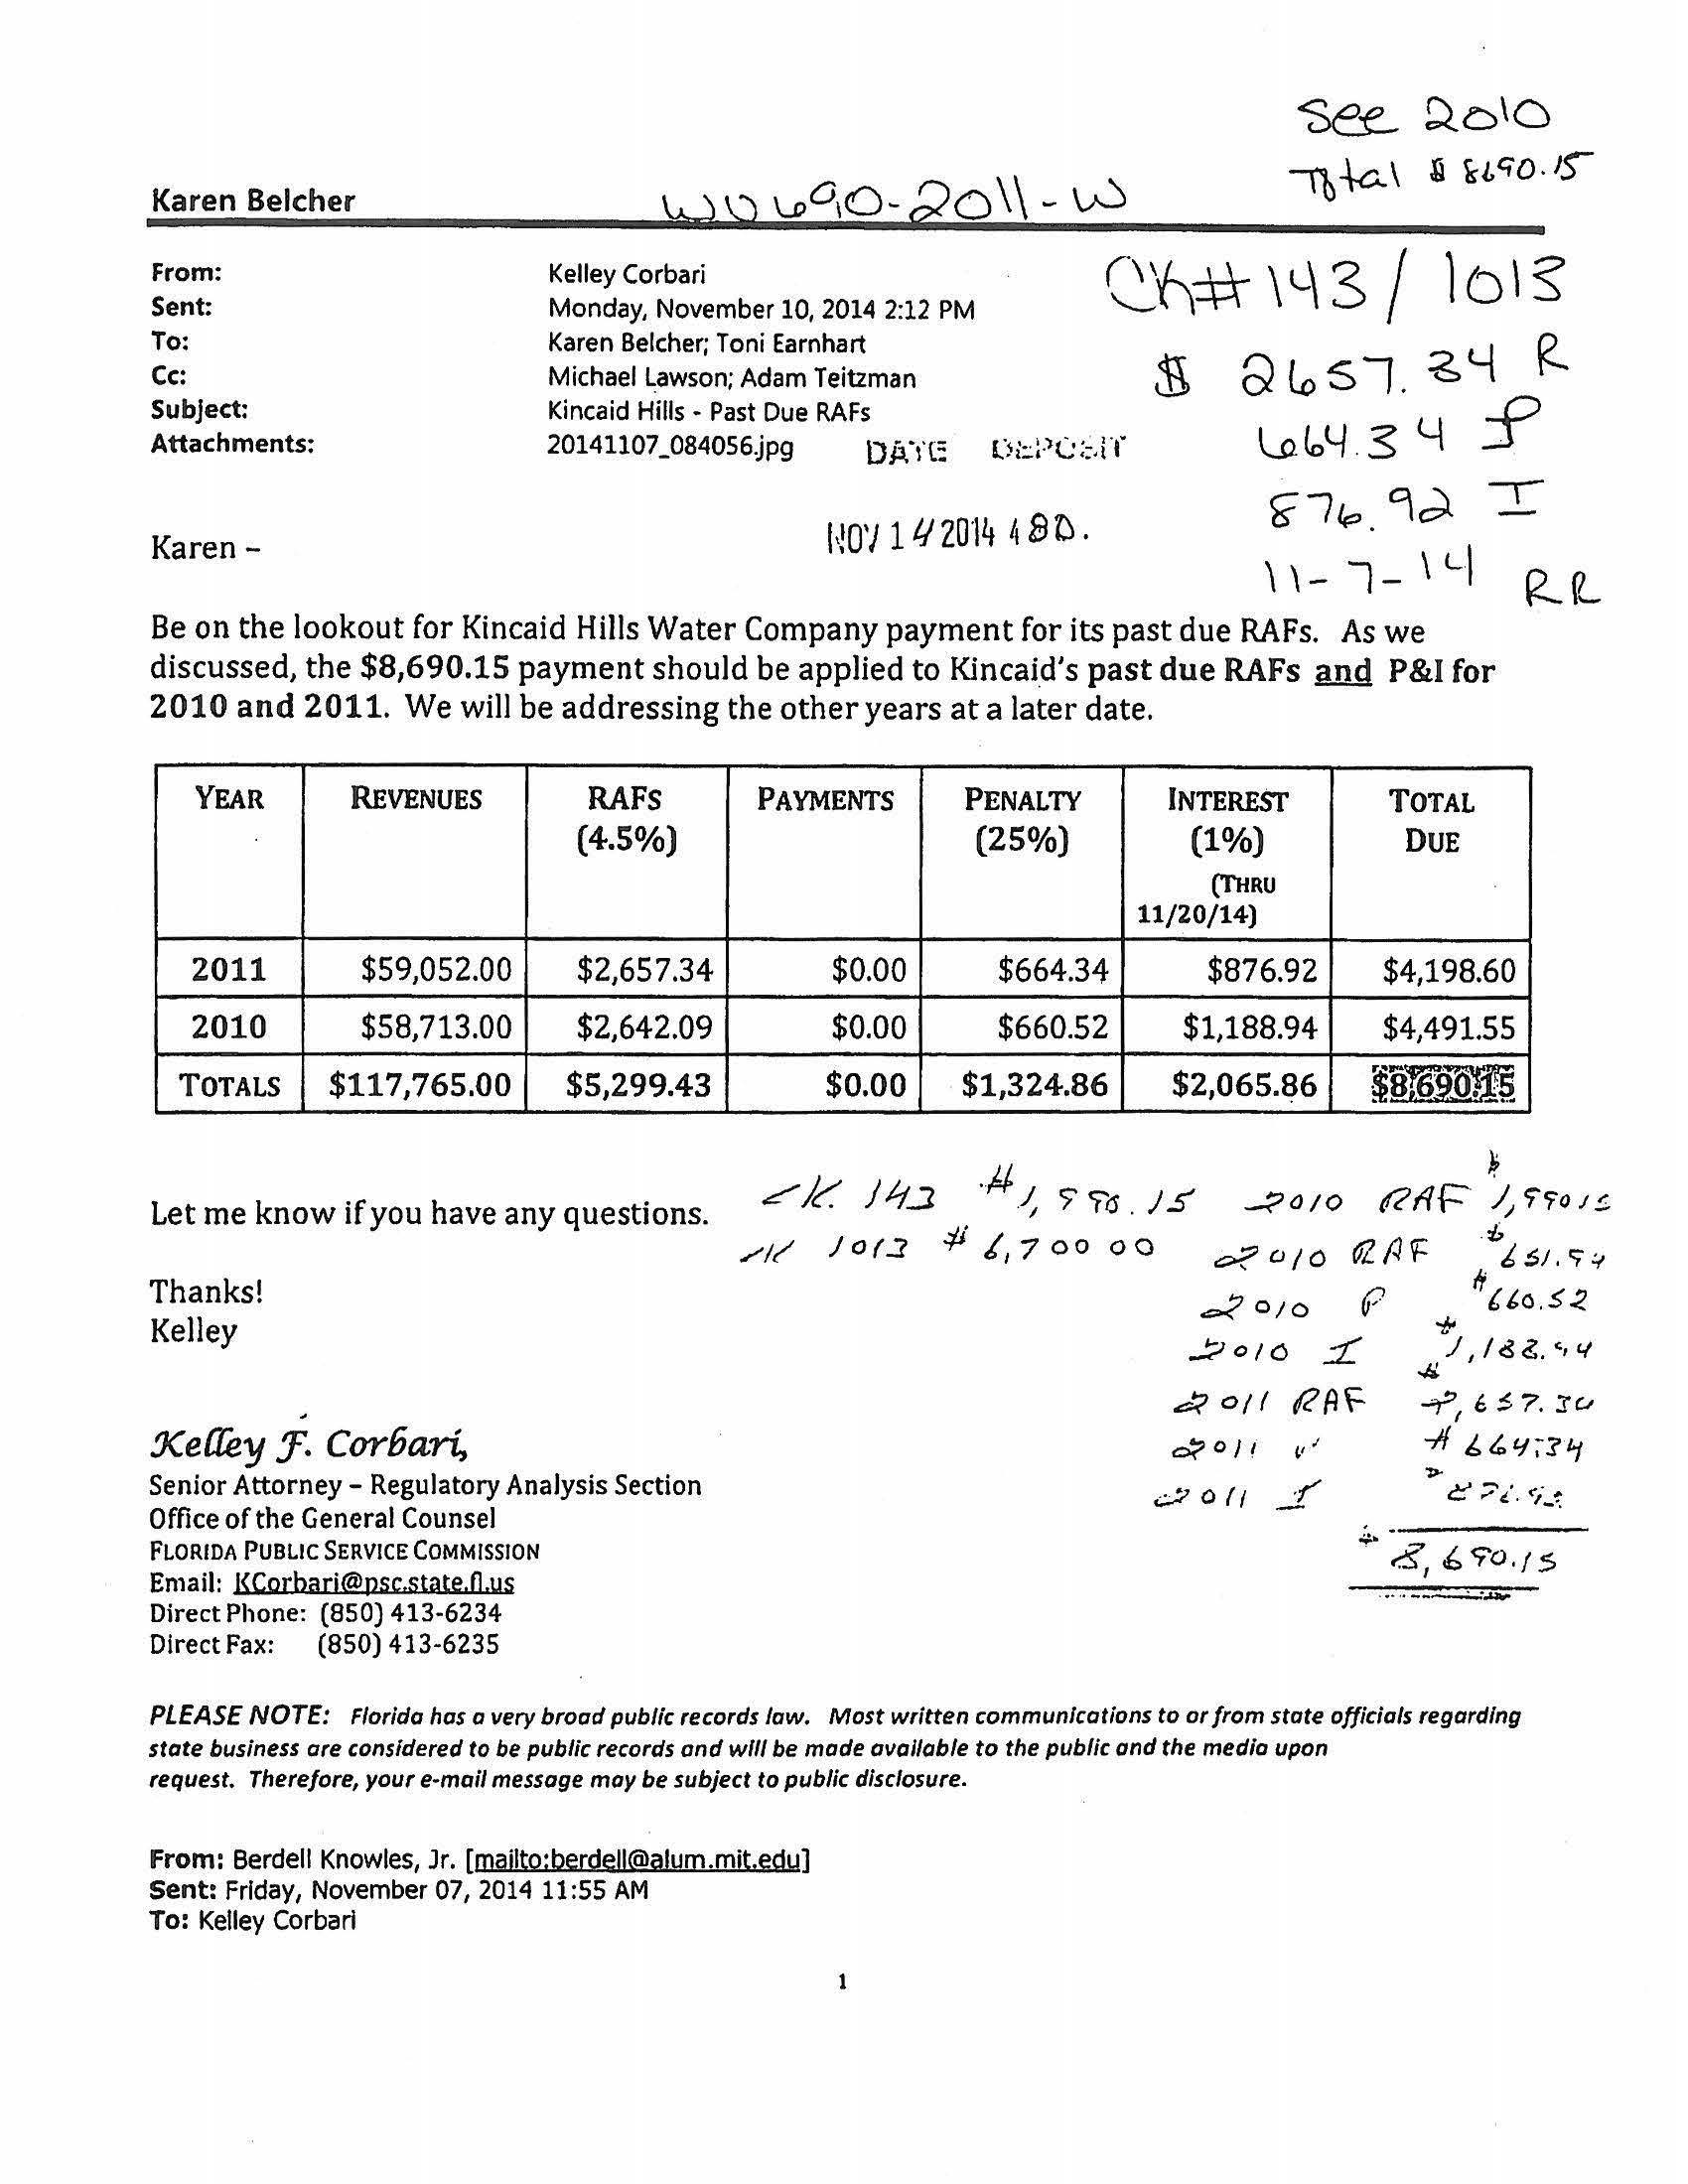 See 2010
Total $ 8690.15
Karen Belcher
WU690-2011-W
From: Kelley Corbari
Sent: Monday, November 10, 2014 2:12 PM
To: Karen Belcher; Toni Earnhart
Cc: Michael Lawson; Adam Teitzman
Subject: Kincaid Hills - Past Due RAFs
Attachments: 20141107_084056.jpg
CK# 143 / 1013
$ 2657.34 R
664.34 P
876.92 I
11-7-14 RR
DATE DEPOSIT
NOV 14 2014
Karen –
Be on the lookout for Kincaid Hills Water Company payment for its past due RAFs. As we
discussed, the $8,690.15 payment should be applied to Kincaid's past due RAFs and P&I for
2010 and 2011. We will be addressing the other years at a later date.
YEAR REVENUES RAFS PAYMENTS PENALTY INTEREST TOTAL
(4.5%) (25%) (1%) DUE
(THRU
11/20/14)
2011 $59,052.00 $2,657.34 $0.00 $664.34 $876.92 $4,198.60
2010 $58,713.00 $2,642.09 $0.00 $660.52 $1,188.94 $4,491.55
TOTALS $117,765.00 $5,299.43 $0.00 $1,324.86 $2,065.86 $8,690.15
Let me know if you have any questions.
CK. 143 $1,990.15 2010 RAF $1,990.15
CK 1013 $6,700 00 2010 RAF $651.94
2010 P $660.52
2010 I $1,188.94
2011 RAF $2,657.34
2011 $664.34
2011 I $876.92
$8,690.15
Thanks!
Kelley
Kelley F. Corbari,
Senior Attorney – Regulatory Analysis Section
Office of the General Counsel
FLORIDA PUBLIC SERVICE COMMISSION
Email: KCorbari@psc.state.fl.us
Direct Phone: (850) 413-6234
Direct Fax: (850) 413-6235
PLEASE NOTE: Florida has a very broad public records law. Most written communications to or from state officials regarding
state business are considered to be public records and will be made available to the public and the media upon
request. Therefore, your e-mail message may be subject to public disclosure.
From: Berdell Knowles, Jr. [mailto:berdell@alum.mit.edu]
Sent: Friday, November 07, 2014 11:55 AM
To: Kelley Corbari
1